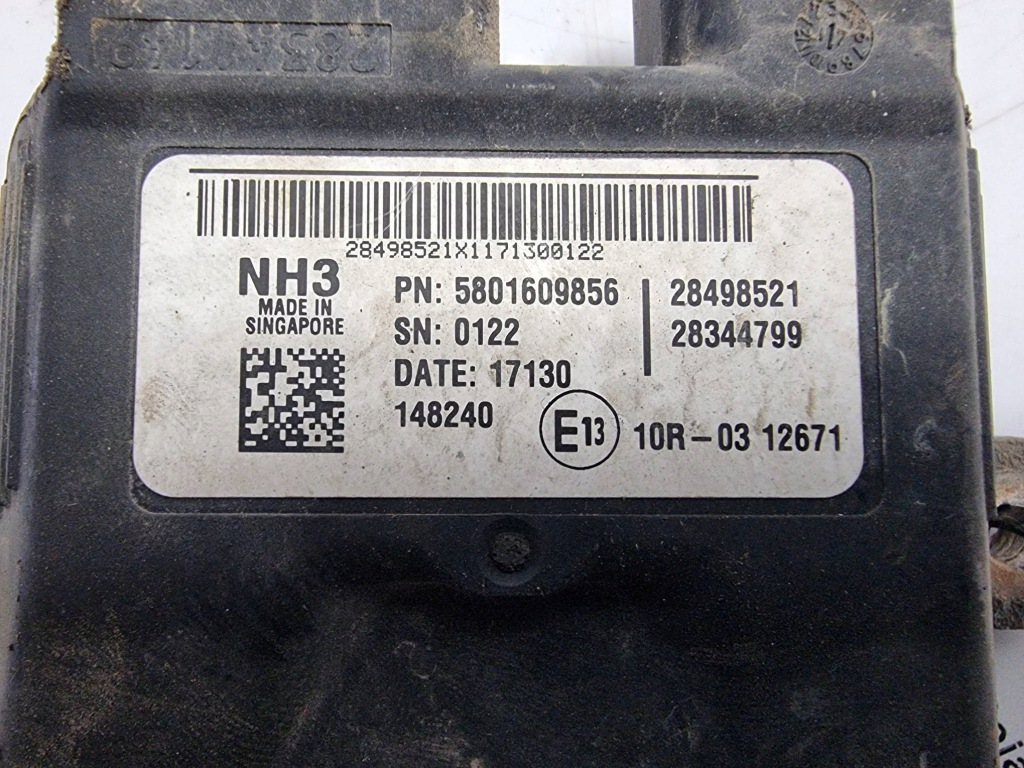 28498521X1171300122
NH3
MADE IN
SINGAPORE
PN: 5801609856
SN: 0122
DATE: 17130
148240
28498521
28344799
E13
10R-03 12671